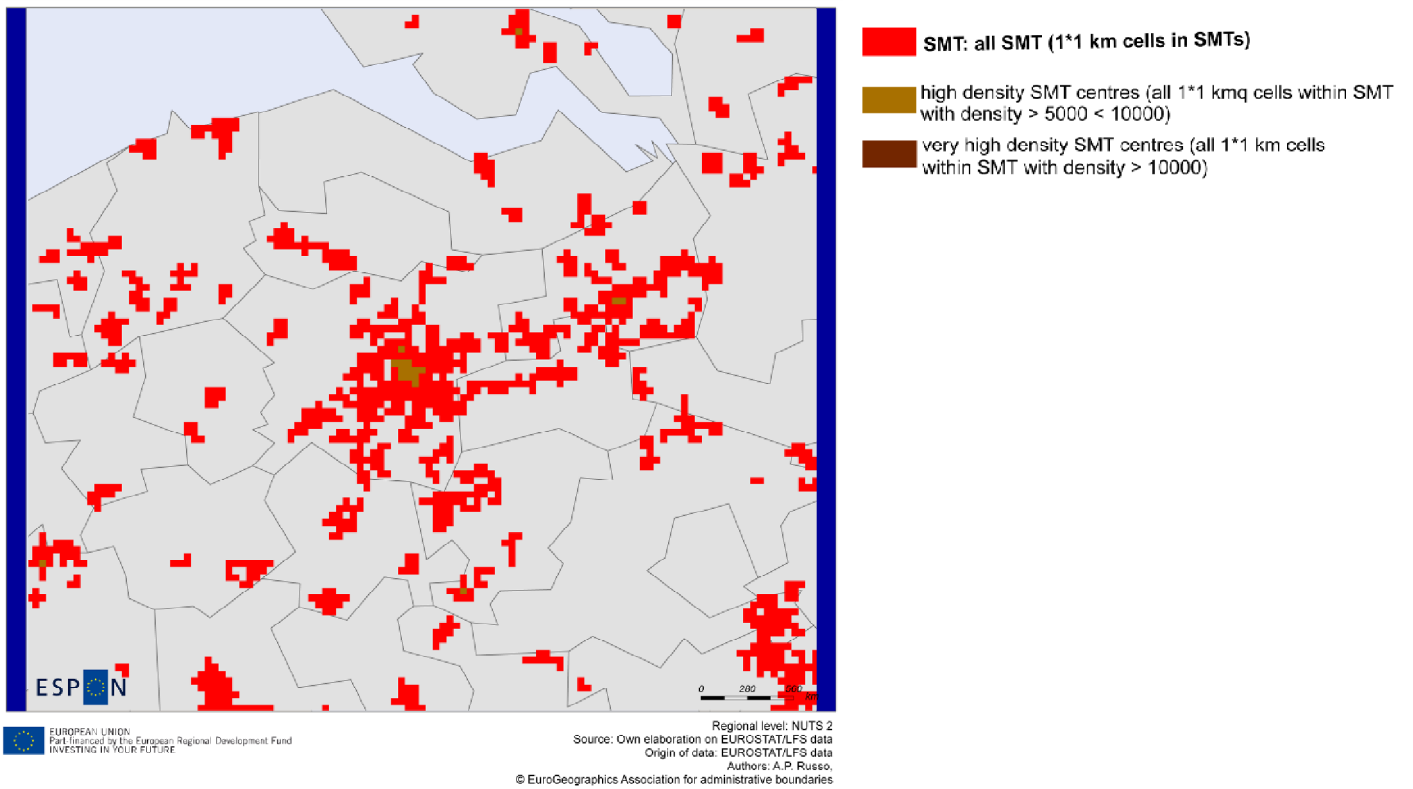 SMT: all SMT (1*1 km cells in SMTs)
high density SMT centres (all 1*1 kmq cells within SMT
with density > 5000 < 10000)
very high density SMT centres (all 1*1 km cells
within SMT with density > 10000)
ESPON
0 280 560
km
EUROPEAN UNION
Part-financed by the European Regional Development Fund
INVESTING IN YOUR FUTURE
Regional level: NUTS 2
Source: Own elaboration on EUROSTAT/LFS data
Origin of data: EUROSTAT/LFS data
Authors: A.P. Russo,
© EuroGeographics Association for administrative boundaries